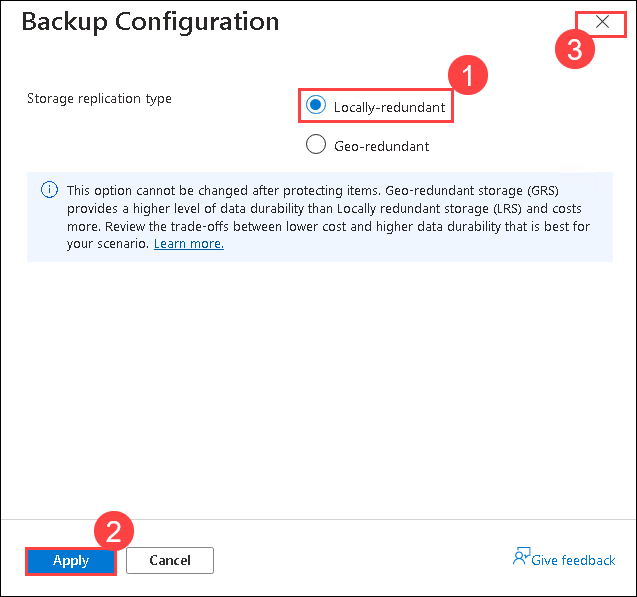 Backup Configuration
3
1
Storage replication type
Locally-redundant
Geo-redundant
This option cannot be changed after protecting items. Geo-redundant storage (GRS)
provides a higher level of data durability than Locally redundant storage (LRS) and costs
more. Review the trade-offs between lower cost and higher data durability that is best for
your scenario. Learn more.
2
Apply
Cancel
Give feedback